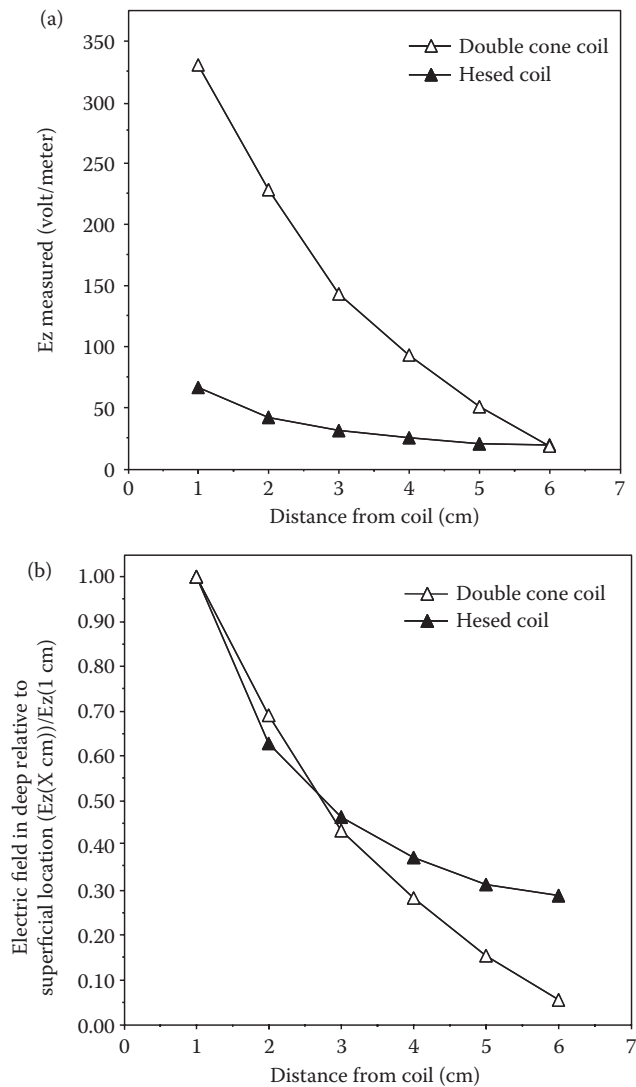 (a)
350
300
250
200
150
100
50
0
Ez measured (volt/meter)
Double cone coil
Hesed coil
0 1 2 3 4 5 6 7
Distance from coil (cm)
(b)
1.00
0.90
0.80
0.70
0.60
0.50
0.40
0.30
0.20
0.10
0.00
Electric field in deep relative to
superficial location (Ez(X cm))/Ez(1 cm)
Double cone coil
Hesed coil
0 1 2 3 4 5 6 7
Distance from coil (cm)